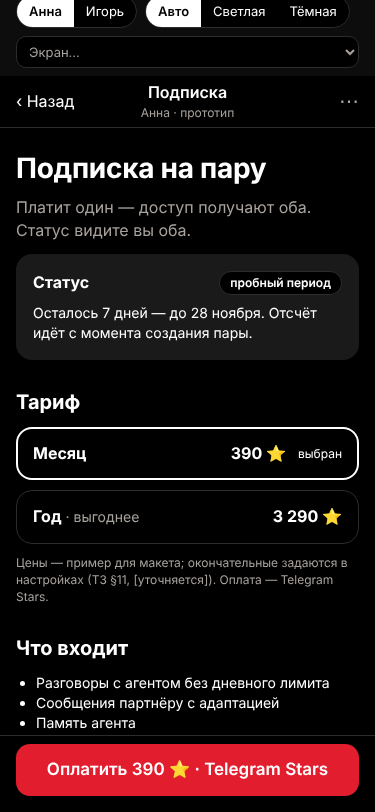 Анна Игорь Авто Светлая Тёмная
Экран...
‹ Назад
Подписка
Анна · прототип
...
Подписка на пару
Платит один — доступ получают оба.
Статус видите вы оба.
Статус пробный период
Осталось 7 дней — до 28 ноября. Отсчёт
идёт с момента создания пары.
Тариф
Месяц 390 ⭐ выбран
Год · выгоднее 3 290 ⭐
Цены — пример для макета; окончательные задаются в
настройках (ТЗ §11, [уточняется]). Оплата — Telegram
Stars.
Что входит
• Разговоры с агентом без дневного лимита
• Сообщения партнёру с адаптацией
• Память агента
Оплатить 390 ⭐ · Telegram Stars